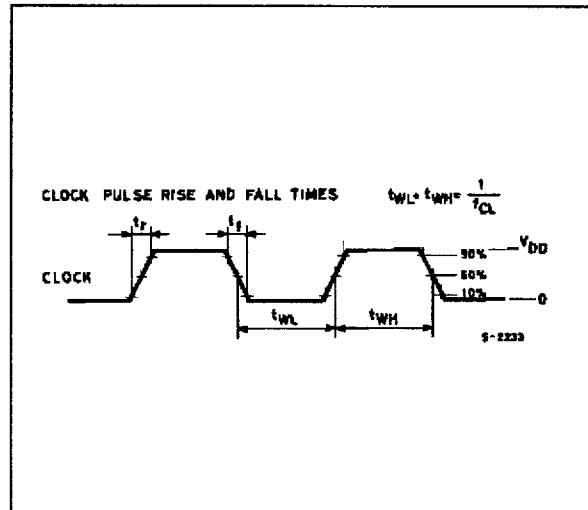 CLOCK PULSE RISE AND FALL TIMES
tWL+ tWH= 1/fCL
tr
tf
VDD
90%
CLOCK
50%
10%
0
tWL
tWH
S-2233